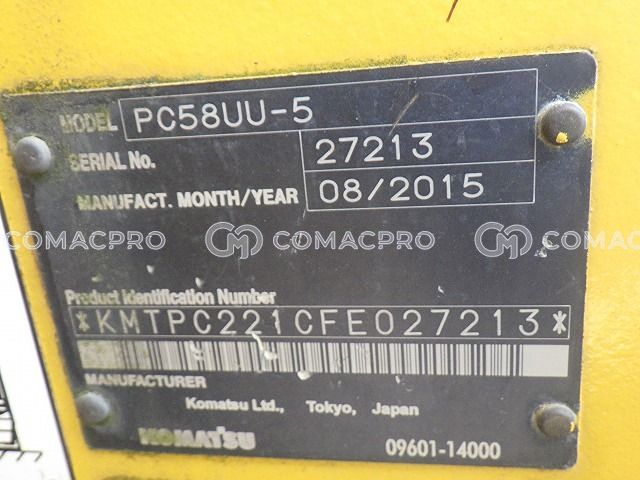 MODEL PC58UU-5
SERIAL No. 27213
MANUFACT. MONTH/YEAR 08/2015
COMACPRO COMACPRO COMACPRO
Product Identification Number
*KMTPC221CFE027213*
MANUFACTURER
Komatsu Ltd., Tokyo, Japan
KOMATSU 09601-14000